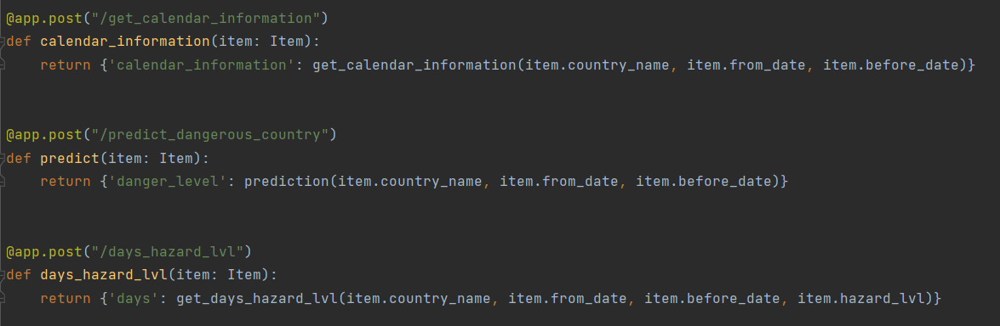 @app.post("/get_calendar_information")
def calendar_information(item: Item):
    return {'calendar_information': get_calendar_information(item.country_name, item.from_date, item.before_date)}
@app.post("/predict_dangerous_country")
def predict(item: Item):
    return {'danger_level': prediction(item.country_name, item.from_date, item.before_date)}
@app.post("/days_hazard_lvl")
def days_hazard_lvl(item: Item):
    return {'days': get_days_hazard_lvl(item.country_name, item.from_date, item.before_date, item.hazard_lvl)}